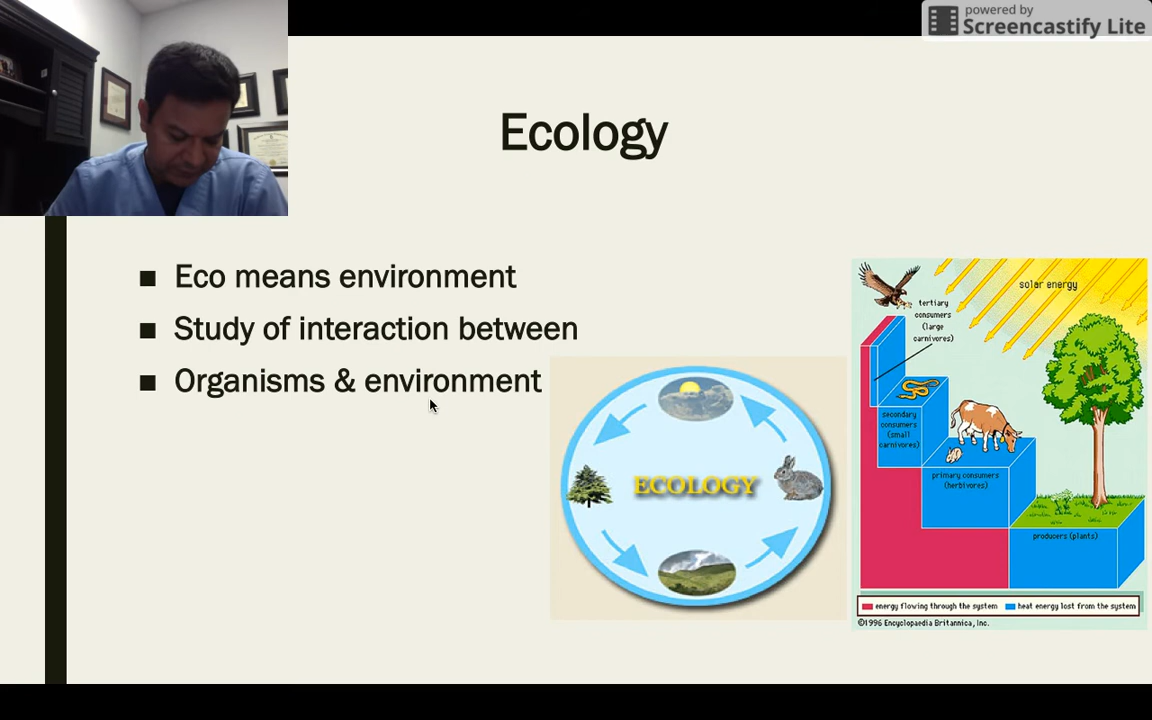 powered by
Screencastify Lite
Ecology
■ Eco means environment
■ Study of interaction between
■ Organisms & environment
ECOLOGY
solar energy
tertiary
consumers
(large
carnivores)
secondary
consumers
(small
carnivores)
primary consumers
(herbivores)
producers (plants)
energy flowing through the system
heat energy lost from the system
©1996 Encyclopaedia Britannica, Inc.